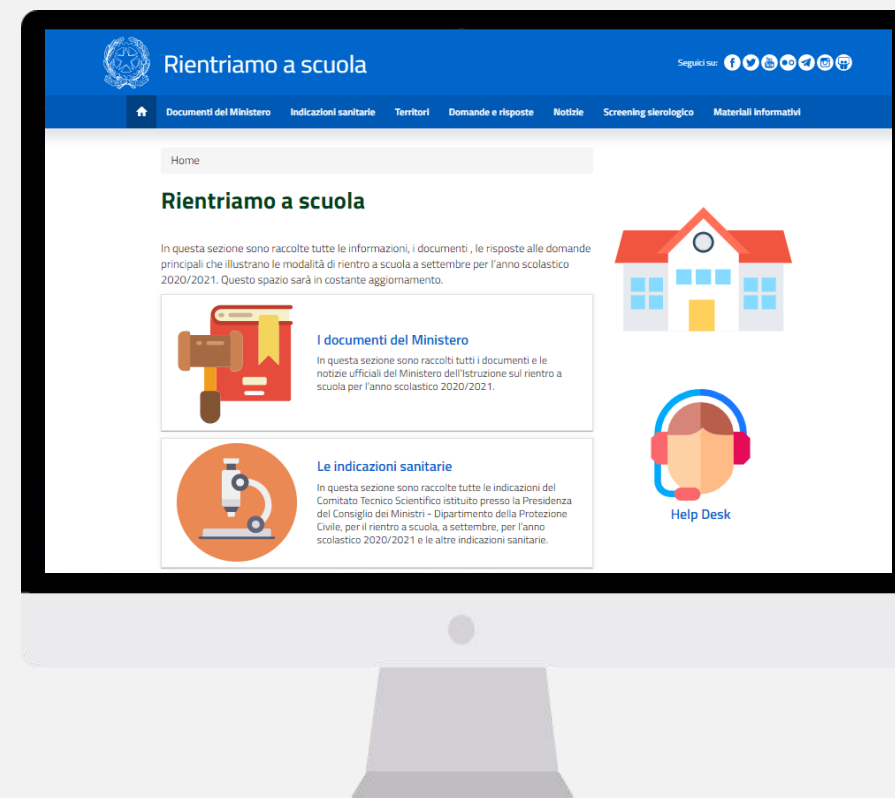 Rientriamo a scuola
Seguici su:
Documenti del Ministero Indicazioni sanitarie Territori Domande e risposte Notizie Screening sierologico Materiali Informativi
Home
Rientriamo a scuola
In questa sezione sono raccolte tutte le informazioni, i documenti , le risposte alle domande
principali che illustrano le modalità di rientro a scuola a settembre per l'anno scolastico
2020/2021. Questo spazio sarà in costante aggiornamento.
I documenti del Ministero
In questa sezione sono raccolti tutti i documenti e le
notizie ufficiali del Ministero dell'Istruzione sul rientro a
scuola per l'anno scolastico 2020/2021.
Le indicazioni sanitarie
In questa sezione sono raccolte tutte le indicazioni del
Comitato Tecnico Scientifico istituito presso la Presidenza
del Consiglio dei Ministri - Dipartimento della Protezione
Civile, per il rientro a scuola, a settembre, per l'anno
scolastico 2020/2021 e le altre indicazioni sanitarie.
Help Desk